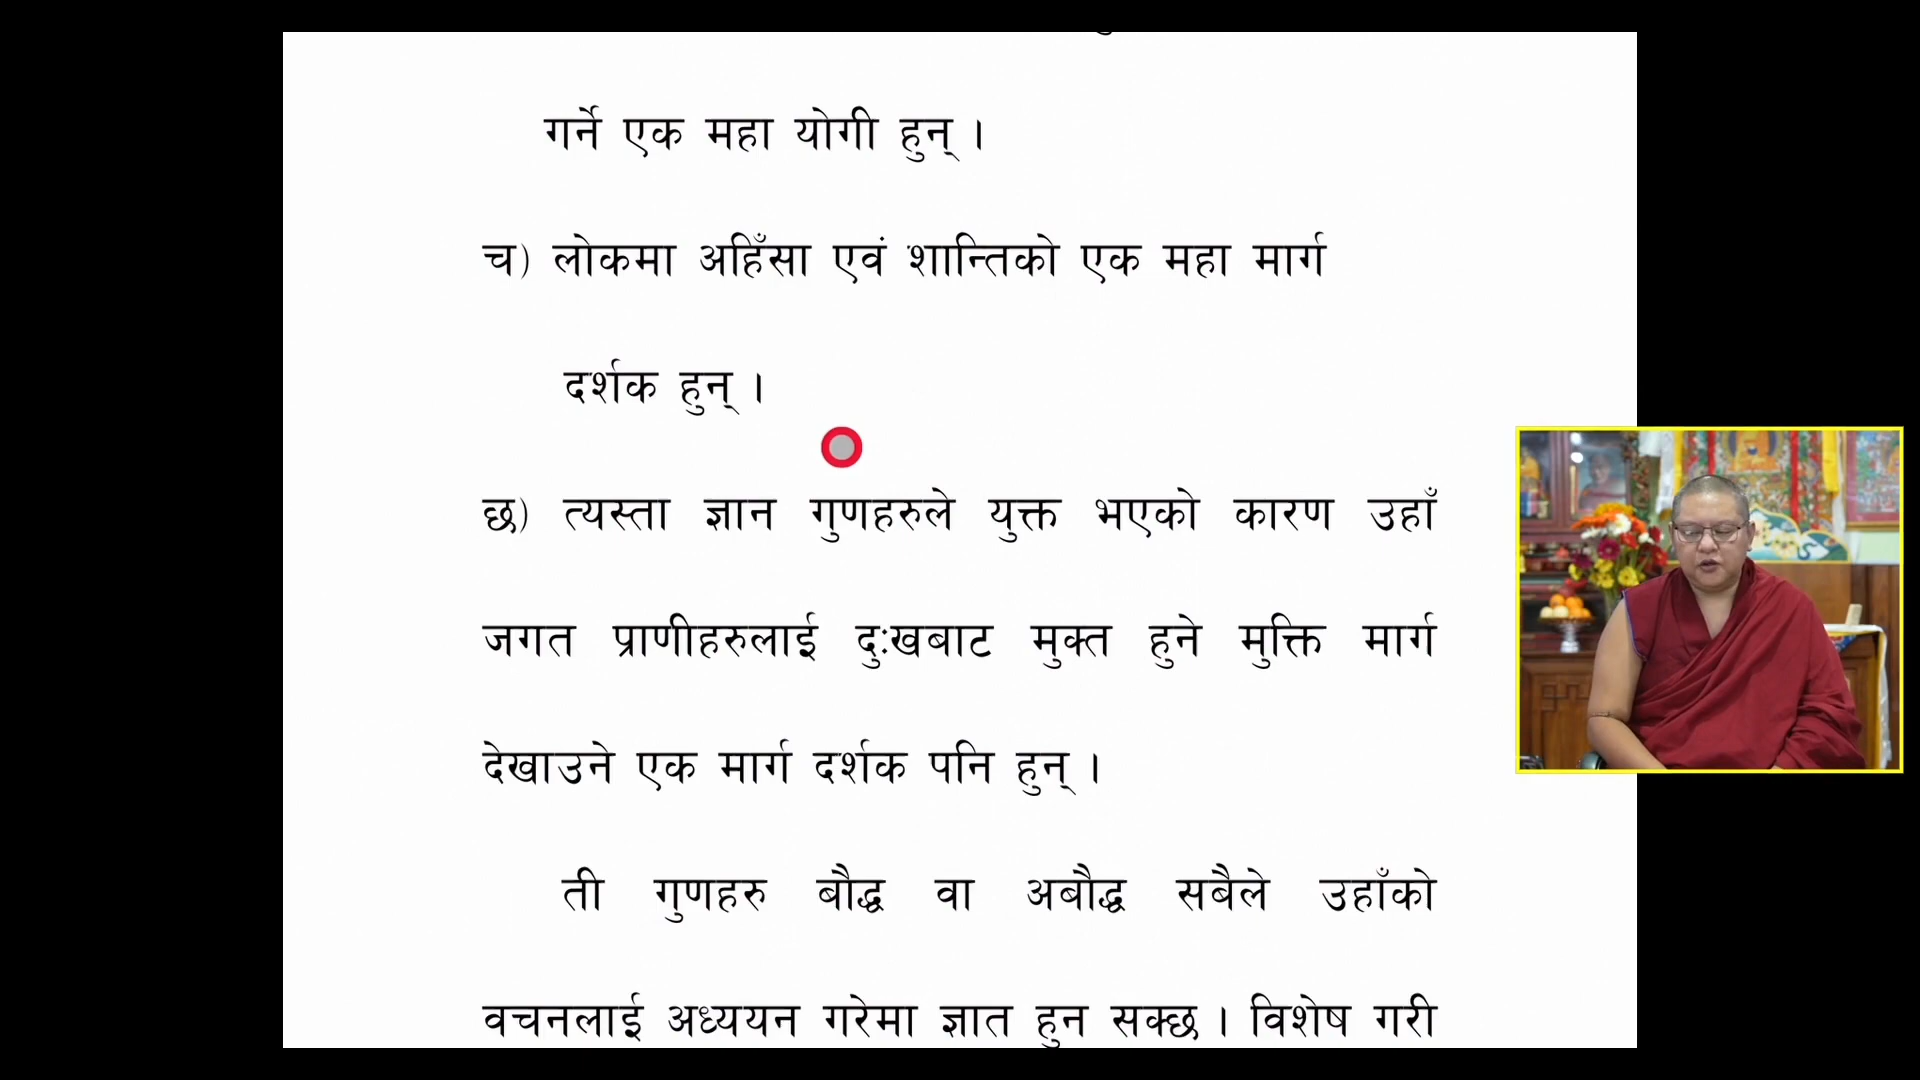 गर्ने एक महा योगी हुन् ।
च) लोकमा अहिँसा एवं शान्तिको एक महा मार्ग
दर्शक हुन् ।
छ) त्यस्ता ज्ञान गुणहरुले युक्त भएको कारण उहाँ
जगत प्राणीहरुलाई दुःखबाट मुक्त हुने मुक्ति मार्ग
देखाउने एक मार्ग दर्शक पनि हुन् ।
ती गुणहरु बौद्ध वा अबौद्ध सबैले उहाँको
वचनलाई अध्ययन गरेमा ज्ञात हुन सक्छ । विशेष गरी